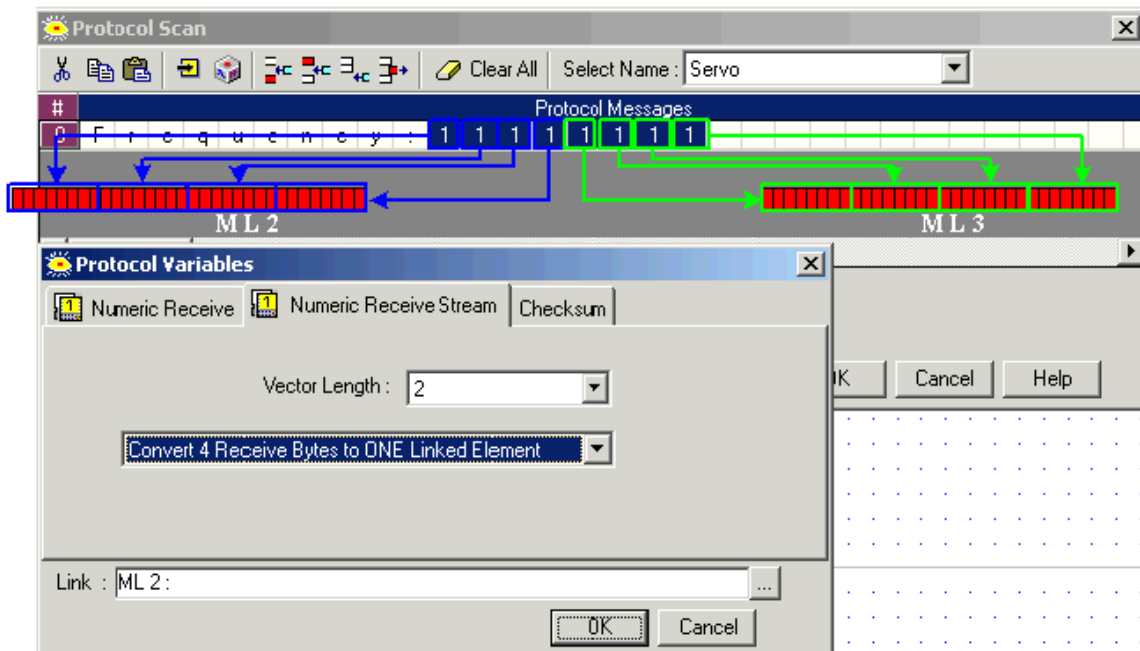 Protocol Scan
Clear All Select Name : Servo
# Protocol Messages
0 F r e q u e n c y : 1 1 1 1 1 1 1 1
ML 2 ML 3
Protocol Variables
Numeric Receive Numeric Receive Stream Checksum
Vector Length : 2
Cancel Help
Convert 4 Receive Bytes to ONE Linked Element
Link : ML 2 : ...
OK Cancel